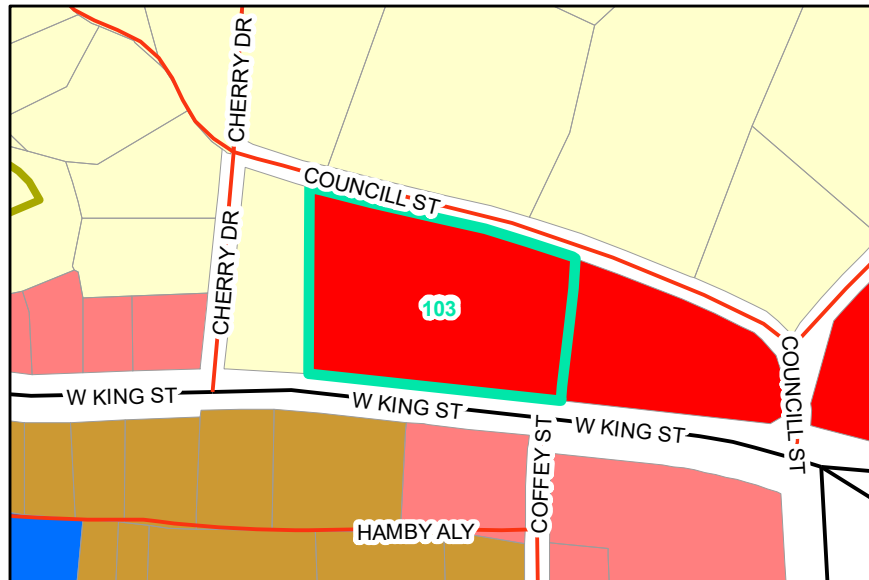 CHERRY DR
COUNCILL ST
CHERRY DR
103
W KING ST
W KING ST
W KING ST
COUNCILL ST
COFFEY ST
HAMBY ALY